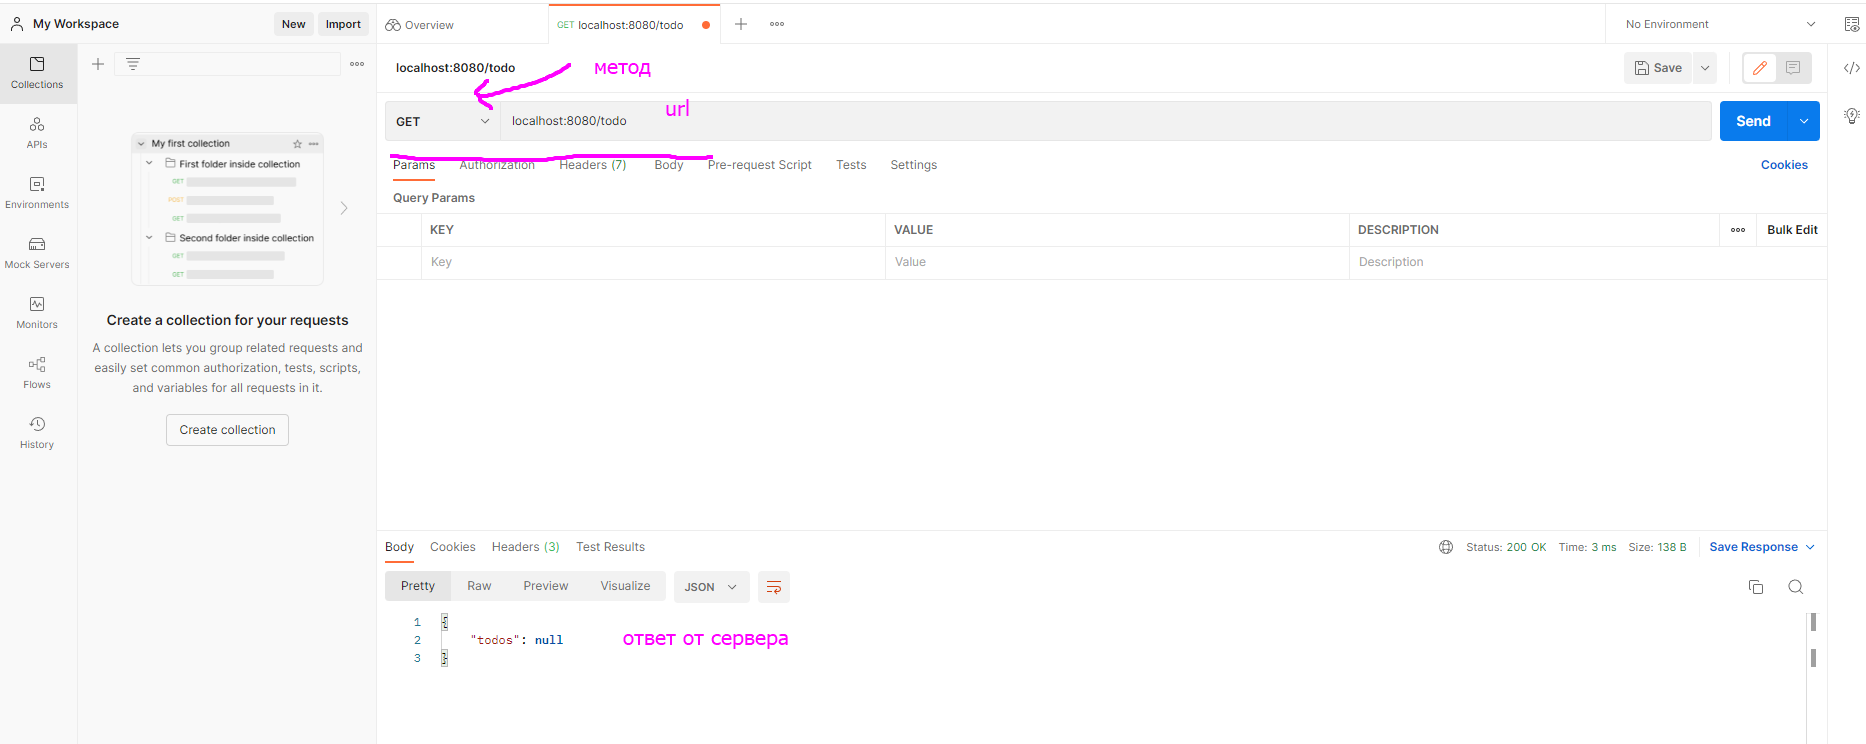 My Workspace
New
Import
Overview
GET localhost:8080/todo
No Environment
Collections
APIs
Environments
Mock Servers
Monitors
Flows
History
My first collection
First folder inside collection
GET
POST
GET
Second folder inside collection
GET
GET
Create a collection for your requests
A collection lets you group related requests and
easily set common authorization, tests, scripts,
and variables for all requests in it.
Create collection
localhost:8080/todo
метод
Save
GET
localhost:8080/todo
url
Send
Params
Authorization
Headers (7)
Body
Pre-request Script
Tests
Settings
Cookies
Query Params
KEY
VALUE
DESCRIPTION
Bulk Edit
Key
Value
Description
Body
Cookies
Headers (3)
Test Results
Status: 200 OK
Time: 3 ms
Size: 138 B
Save Response
Pretty
Raw
Preview
Visualize
JSON
1 {
2 "todos": null
3 }
ответ от сервера